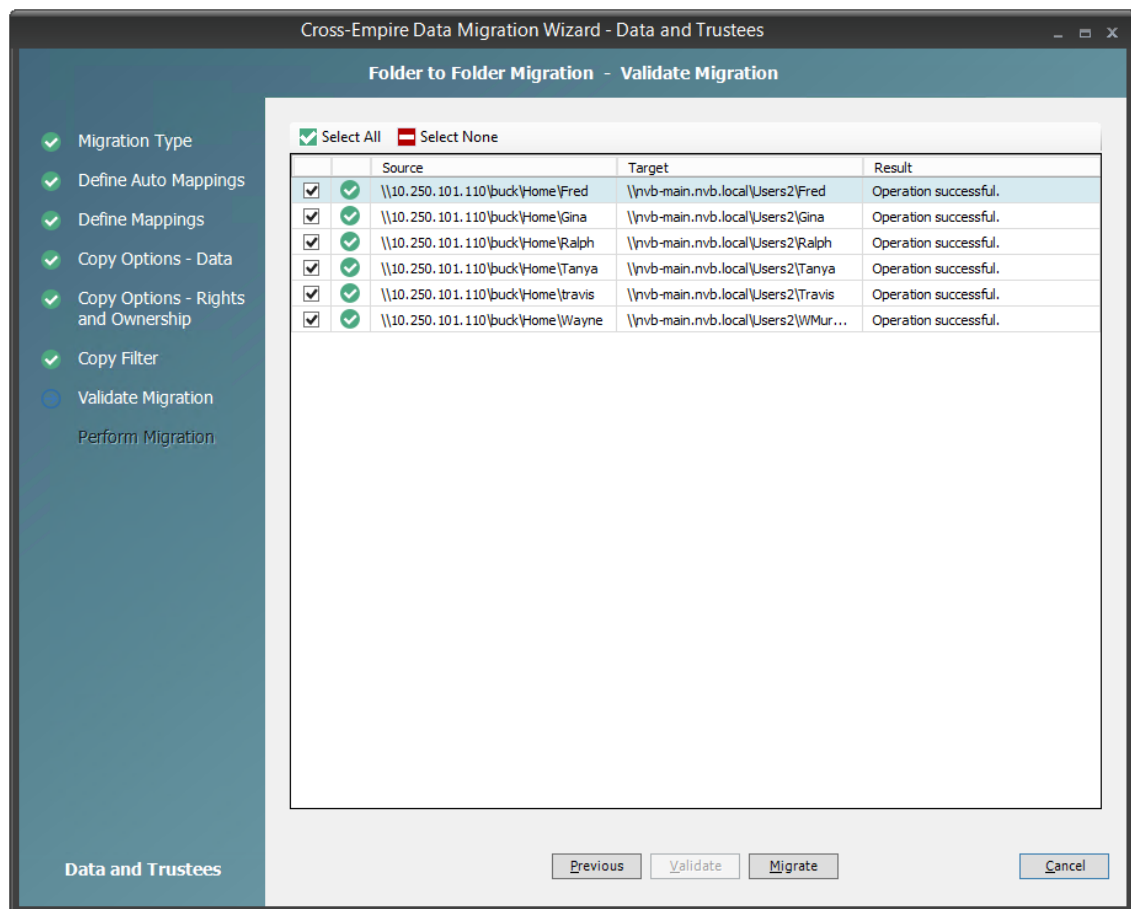 Cross-Empire Data Migration Wizard - Data and Trustees
Folder to Folder Migration - Validate Migration
Migration Type
Define Auto Mappings
Define Mappings
Copy Options - Data
Copy Options - Rights
and Ownership
Copy Filter
Validate Migration
Perform Migration
Data and Trustees
Select All Select None
Source Target Result
\\10.250.101.110\buck\Home\Fred \\nvb-main.nvb.local\Users2\Fred Operation successful.
\\10.250.101.110\buck\Home\Gina \\nvb-main.nvb.local\Users2\Gina Operation successful.
\\10.250.101.110\buck\Home\Ralph \\nvb-main.nvb.local\Users2\Ralph Operation successful.
\\10.250.101.110\buck\Home\Tanya \\nvb-main.nvb.local\Users2\Tanya Operation successful.
\\10.250.101.110\buck\Home\travis \\nvb-main.nvb.local\Users2\Travis Operation successful.
\\10.250.101.110\buck\Home\Wayne \\nvb-main.nvb.local\Users2\WMur... Operation successful.
Previous Validate Migrate Cancel